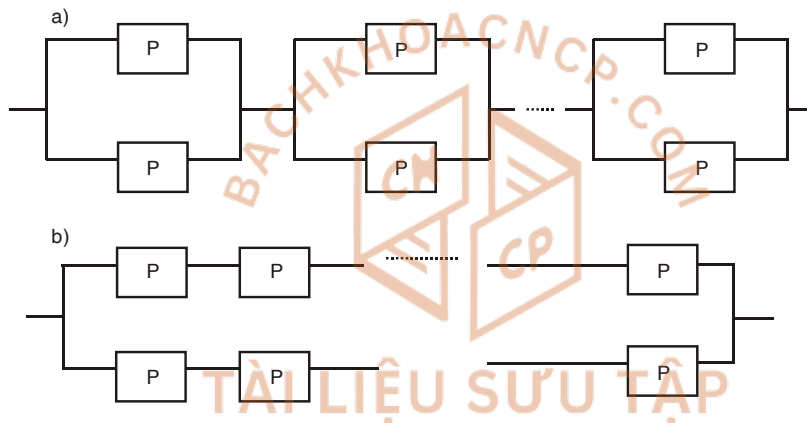 a)
P P P
P P P
b)
P P P
P P P
BACHKHOACNCP.COM
CN
CP
TÀI LIỆU SƯU TẬP